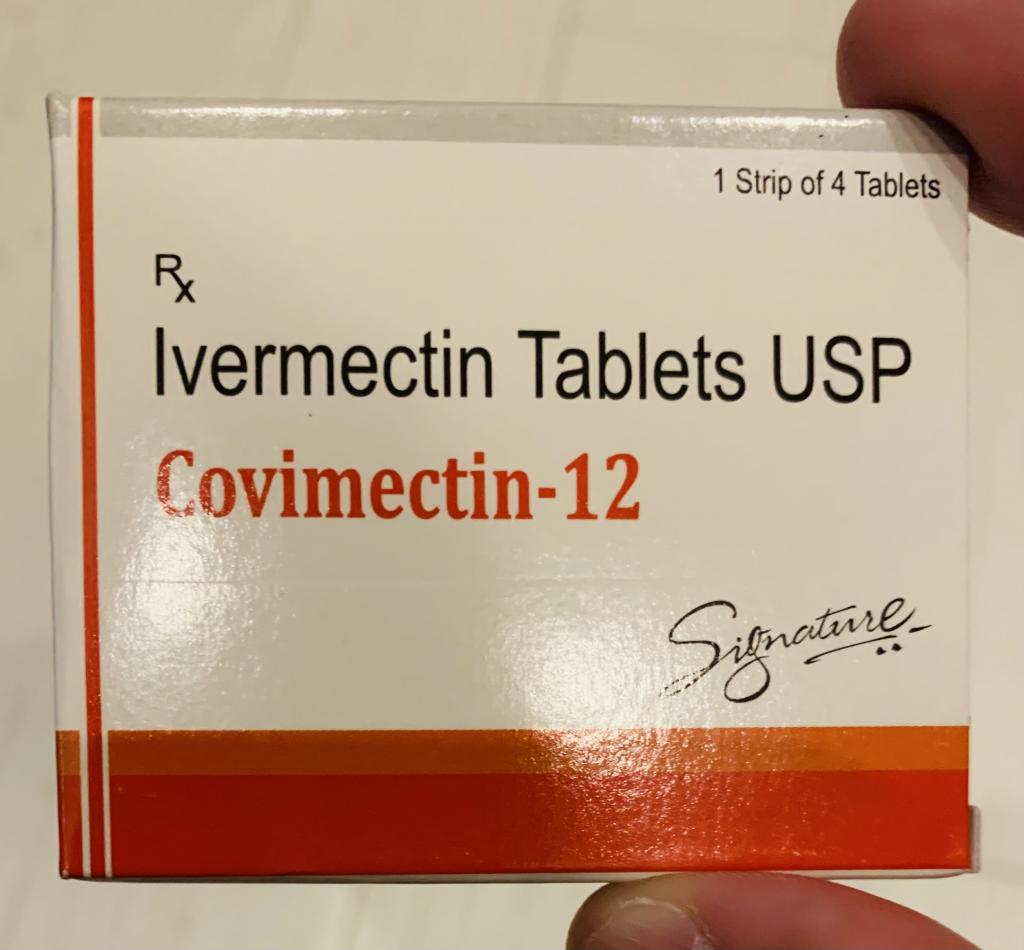 1 Strip of 4 Tablets
Rx
Ivermectin Tablets USP
Covimectin-12
Signature